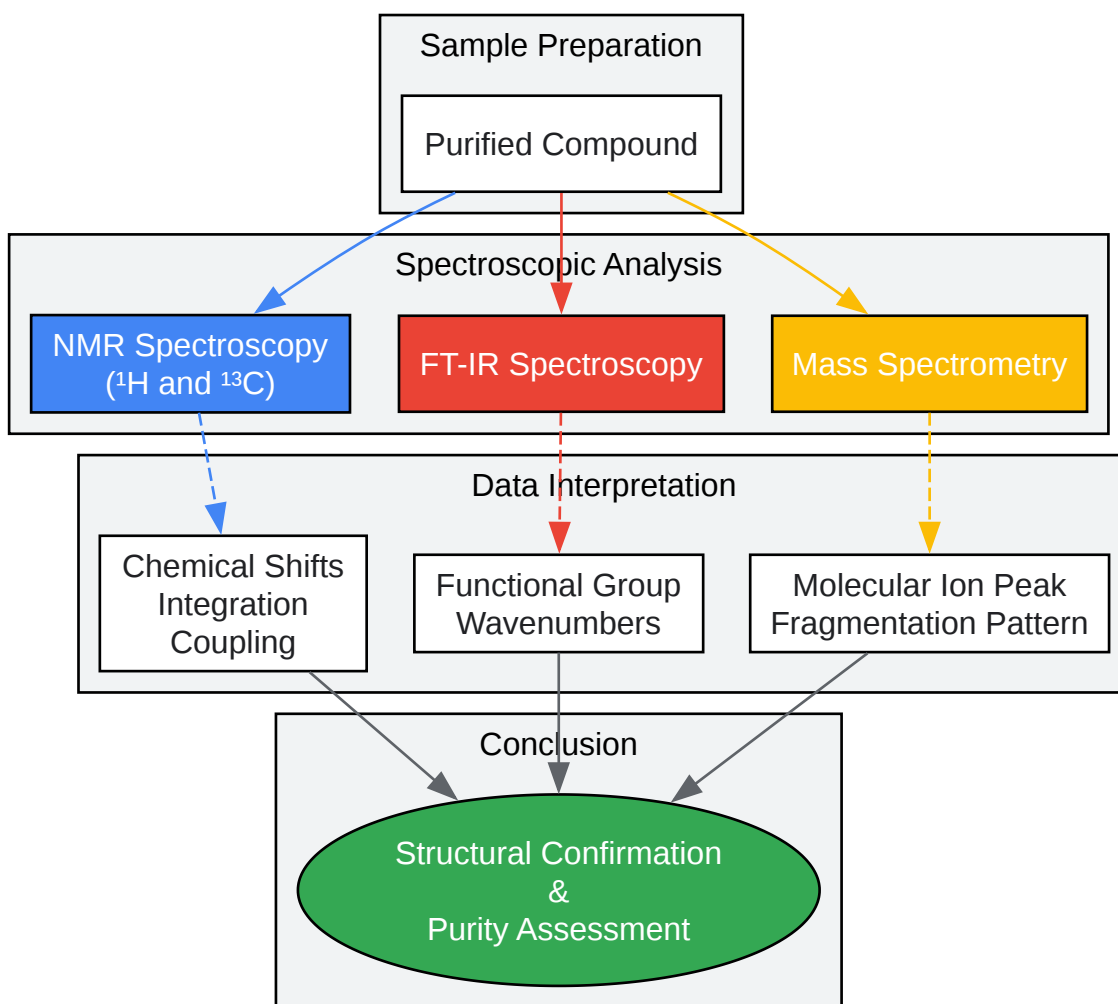 Sample Preparation
Purified Compound
Spectroscopic Analysis
NMR Spectroscopy
(¹H and ¹³C)
FT-IR Spectroscopy
Mass Spectrometry
Data Interpretation
Chemical Shifts
Integration
Coupling
Functional Group
Wavenumbers
Molecular Ion Peak
Fragmentation Pattern
Conclusion
Structural Confirmation
&
Purity Assessment